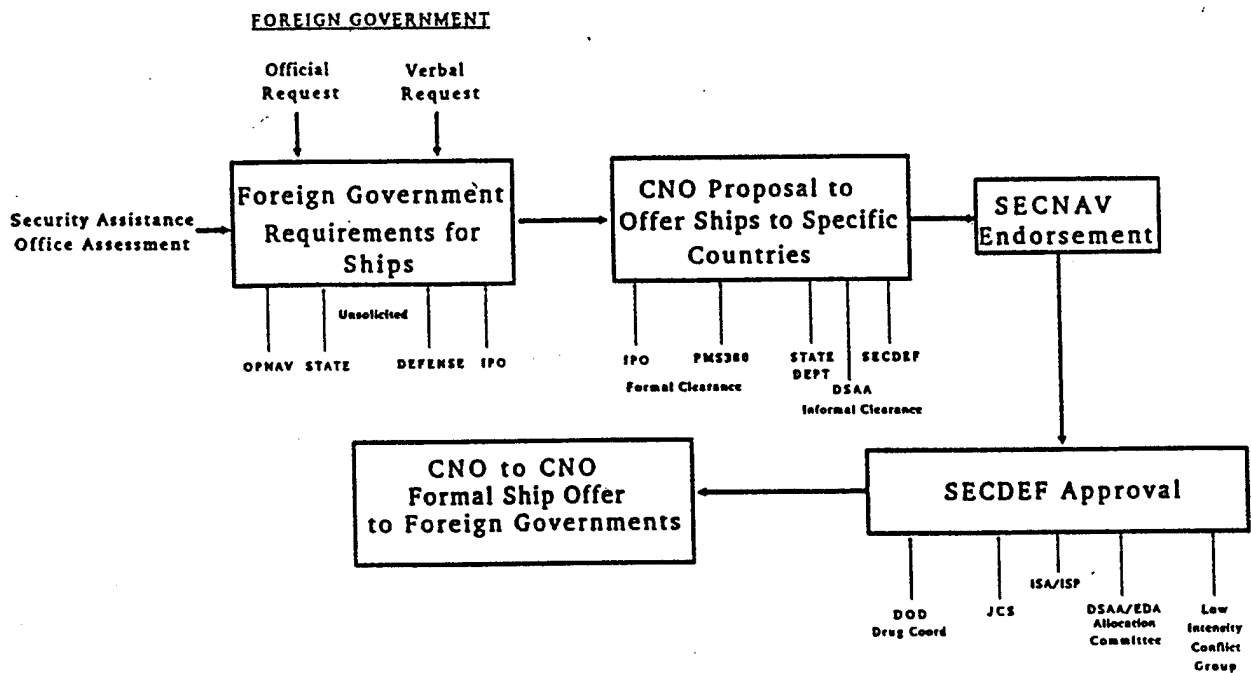 FOREIGN GOVERNMENT
Official
Request
Verbal
Request
Security Assistance
Office Assessment
Foreign Government
Requirements for
Ships
CNO Proposal to
Offer Ships to Specific
Countries
SECNAV
Endorsement
Unsolicited
OPNAV
STATE
DEFENSE
IPO
IPO
PMS380
STATE
DEPT
SECDEF
DSAA
Formal Clearance
Informal Clearance
CNO to CNO
Formal Ship Offer
to Foreign Governments
SECDEF Approval
DOD
Drug Coord
JCS
ISA/ISP
DSAA/EDA
Allocation
Committee
Low
Intensity
Conflict
Group